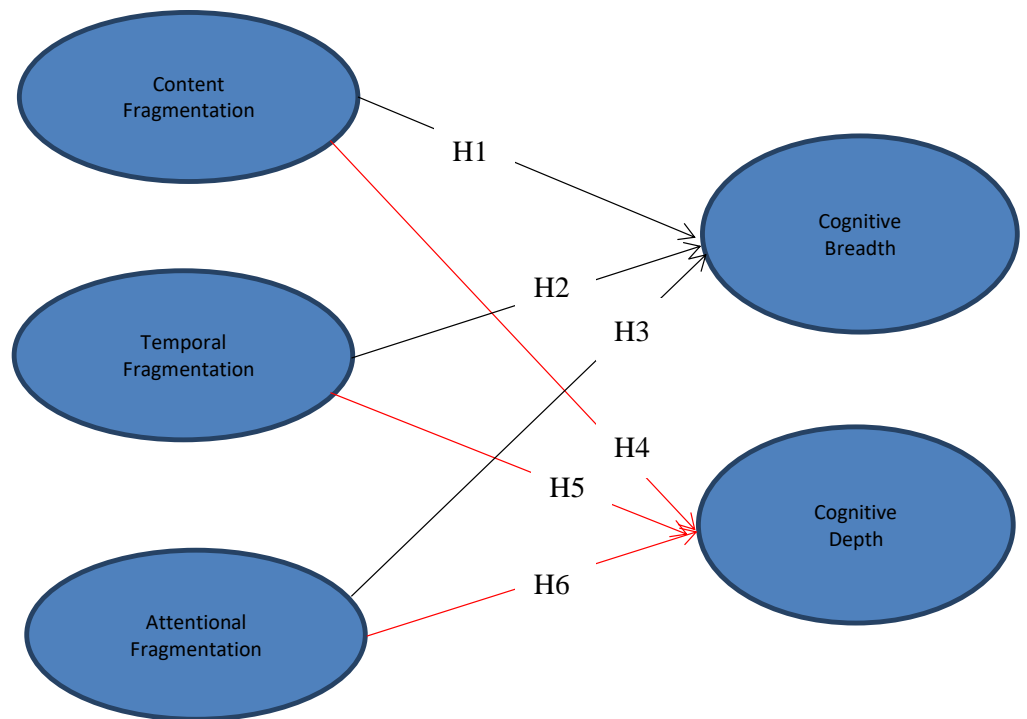 Content
Fragmentation
H1
Cognitive
Breadth
H2
H3
Temporal
Fragmentation
H4
H5
Cognitive
Depth
H6
Attentional
Fragmentation